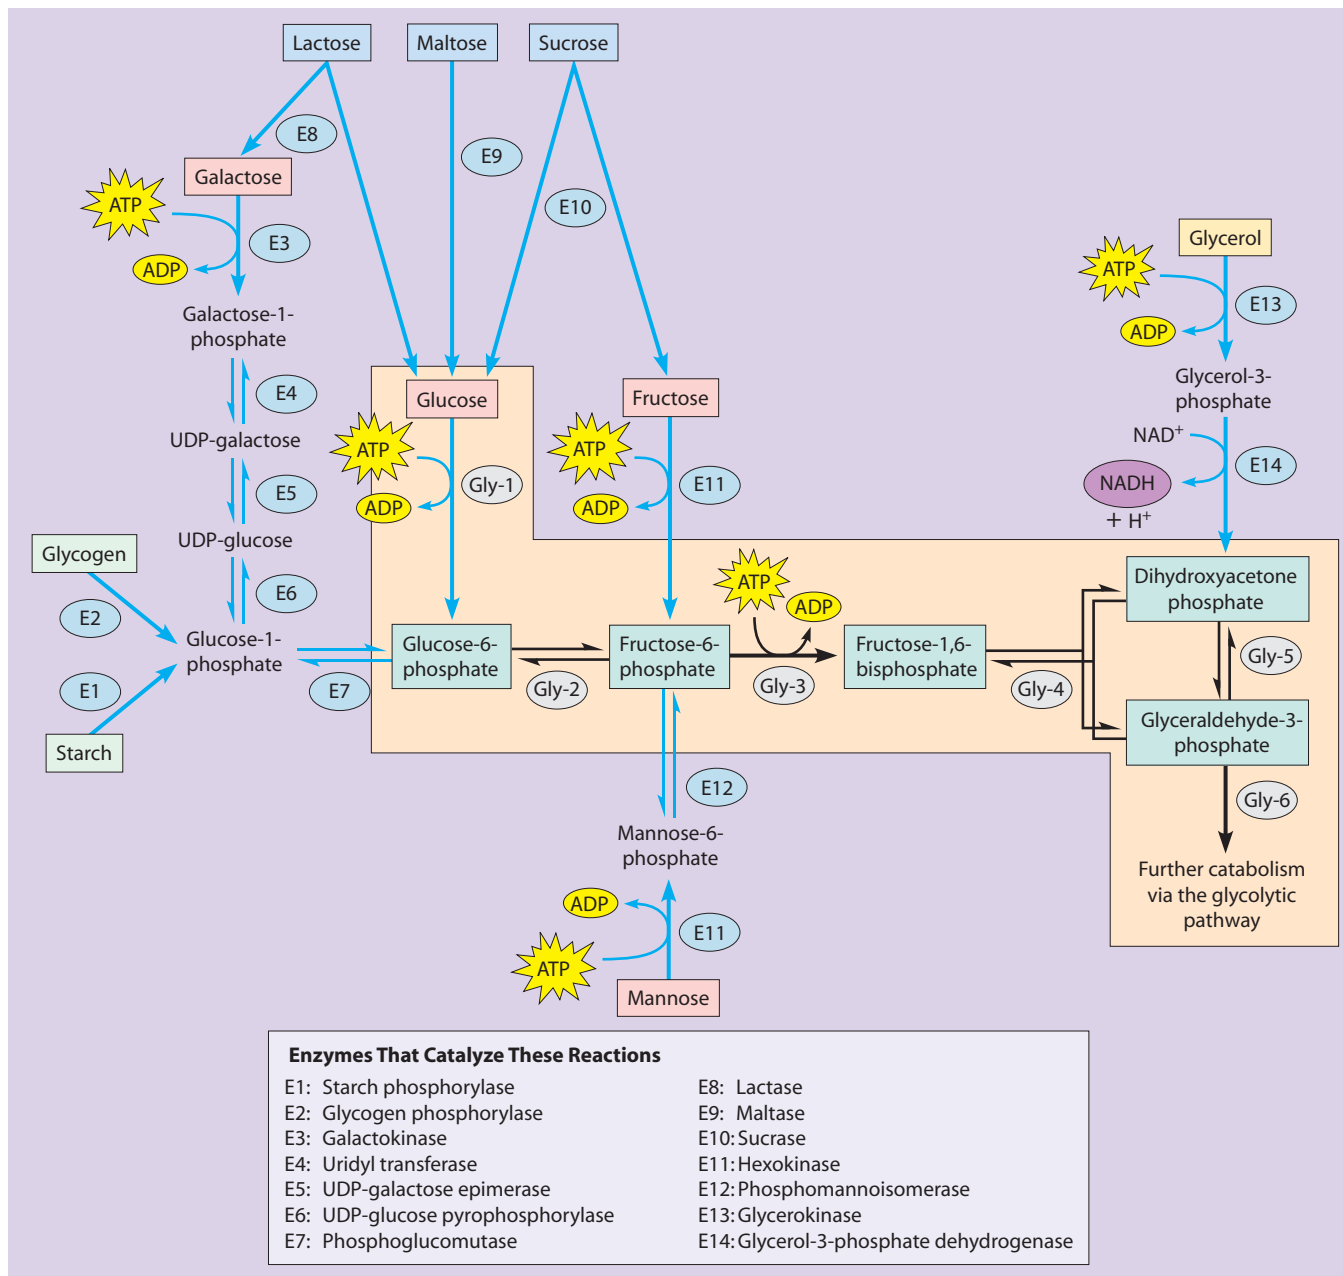 Lactose
Maltose
Sucrose
E8
E9
E10
Galactose
ATP
E3
ADP
Galactose-1-
phosphate
E4
UDP-galactose
E5
UDP-glucose
E6
Glycogen
E2
Glucose-1-
phosphate
E1
Starch
E7
Glucose
ATP
Gly-1
ADP
Glucose-6-
phosphate
Gly-2
Fructose
ATP
E11
ADP
Fructose-6-
phosphate
ATP
ADP
Gly-3
Fructose-1,6-
bisphosphate
Gly-4
Glycerol
ATP
E13
ADP
Glycerol-3-
phosphate
NAD+
E14
NADH
+ H+
Dihydroxyacetone
phosphate
Gly-5
Glyceraldehyde-3-
phosphate
Gly-6
Further catabolism
via the glycolytic
pathway
E12
Mannose-6-
phosphate
ADP
E11
ATP
Mannose
Enzymes That Catalyze These Reactions
E1: Starch phosphorylase
E2: Glycogen phosphorylase
E3: Galactokinase
E4: Uridyl transferase
E5: UDP-galactose epimerase
E6: UDP-glucose pyrophosphorylase
E7: Phosphoglucomutase
E8: Lactase
E9: Maltase
E10: Sucrase
E11: Hexokinase
E12: Phosphomannoisomerase
E13: Glycerokinase
E14: Glycerol-3-phosphate dehydrogenase